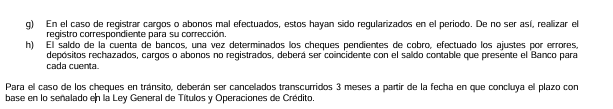 g) En el caso de registrar cargos o abonos mal efectuados, estos hayan sido regularizados en el periodo. De no ser así, realizar el
registro correspondiente para su corrección.
h) El saldo de la cuenta de bancos, una vez determinados los cheques pendientes de cobro, efectuado los ajustes por errores,
depósitos rechazados, cargos o abonos no registrados, deberá ser coincidente con el saldo contable que presente el Banco para
cada cuenta.
Para el caso de los cheques en tránsito, deberán ser cancelados transcurridos 3 meses a partir de la fecha en que concluya el plazo con
base en lo señalado en la Ley General de Títulos y Operaciones de Crédito.